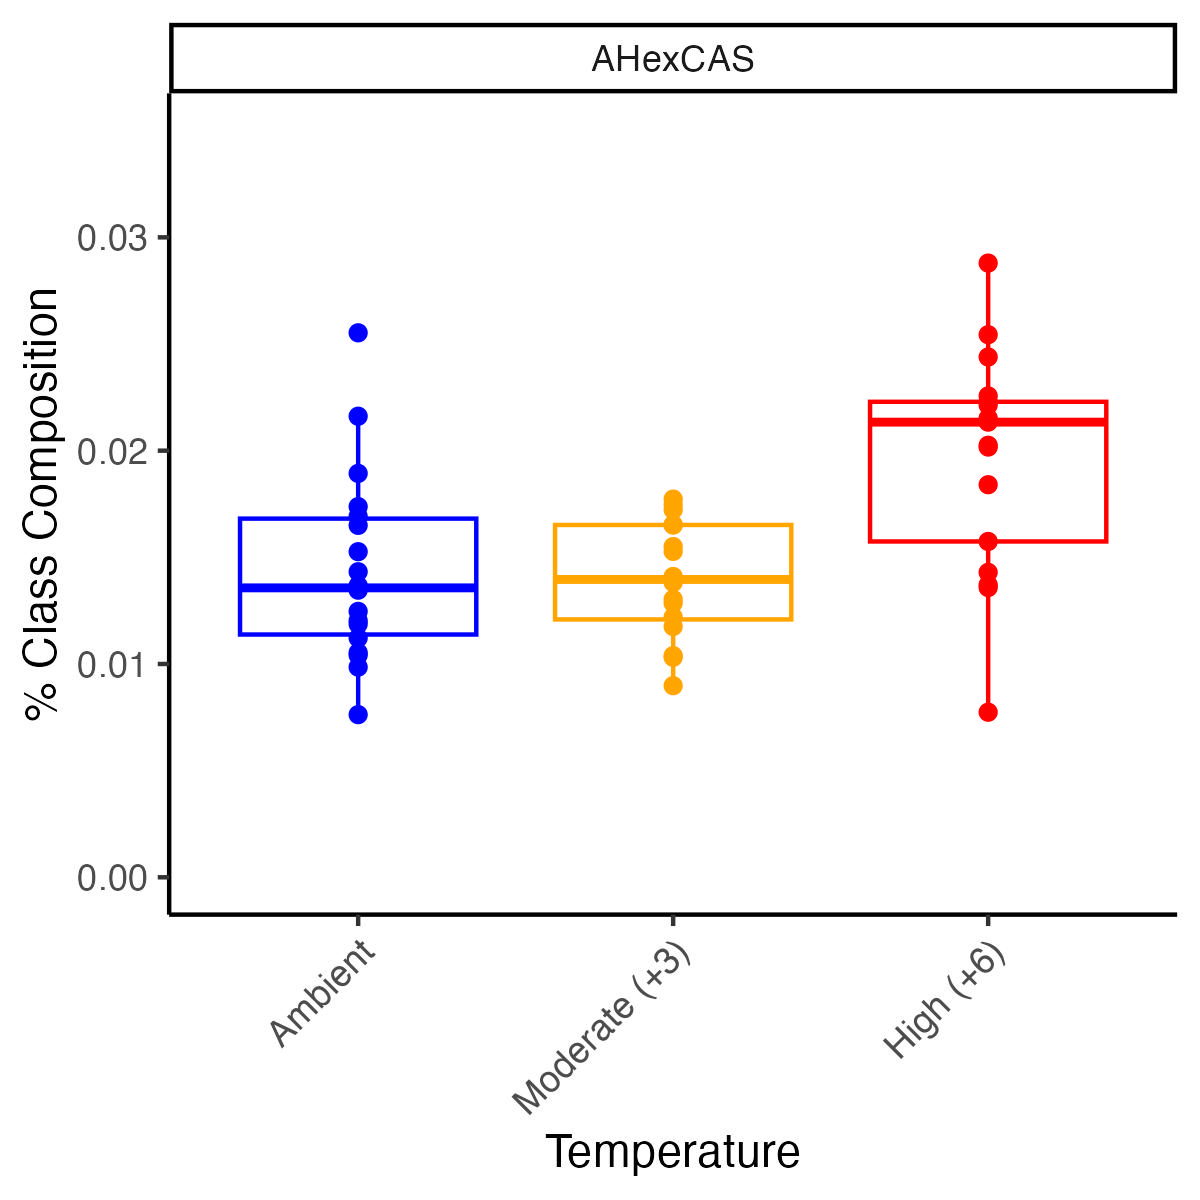 AHexCAS
% Class Composition
0.03
0.02
0.01
0.00
Ambient
Moderate (+3)
High (+6)
Temperature